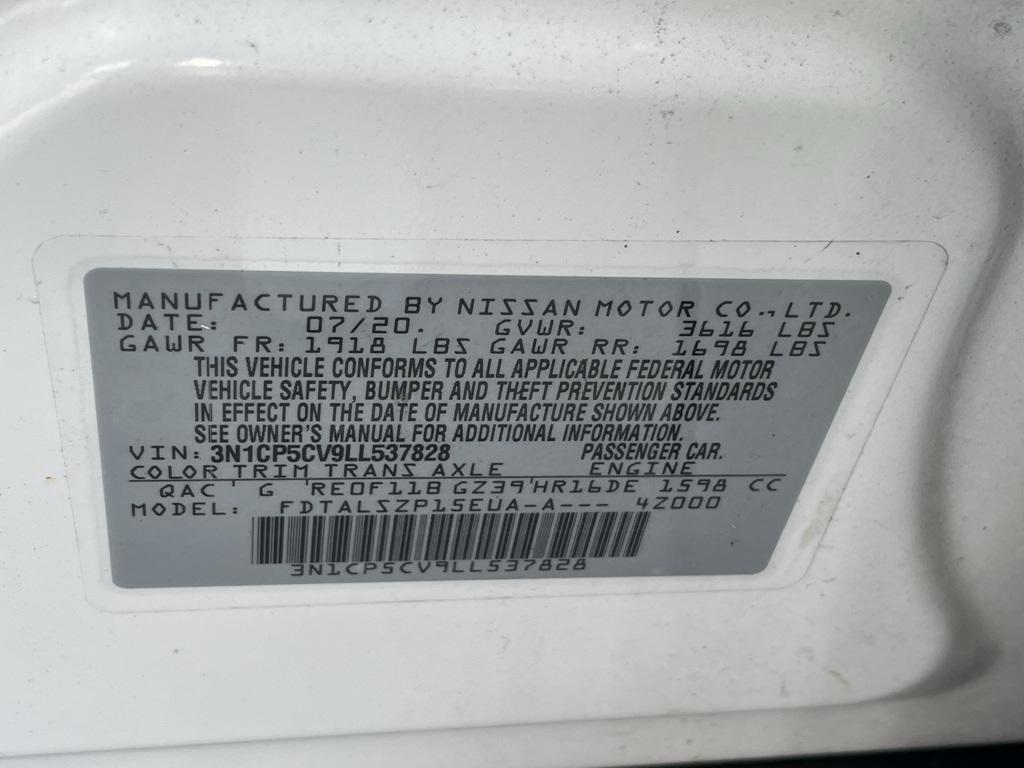 MANUFACTURED BY NISSAN MOTOR CO., LTD.
DATE: 07/20. GVWR: 3616 LBS
GAWR FR: 1918 LBS GAWR RR: 1698 LBS
THIS VEHICLE CONFORMS TO ALL APPLICABLE FEDERAL MOTOR
VEHICLE SAFETY, BUMPER AND THEFT PREVENTION STANDARDS
IN EFFECT ON THE DATE OF MANUFACTURE SHOWN ABOVE.
SEE OWNER'S MANUAL FOR ADDITIONAL INFORMATION.
VIN: 3N1CP5CV9LL537828 PASSENGER CAR.
COLOR TRIM TRANS AXLE ENGINE
QAC ' G 'RE0F11B GZ39'HR16DE 1598 CC
MODEL: FDTALSZP15EUA-A--- 4Z000
3N1CP5CV9LL537828